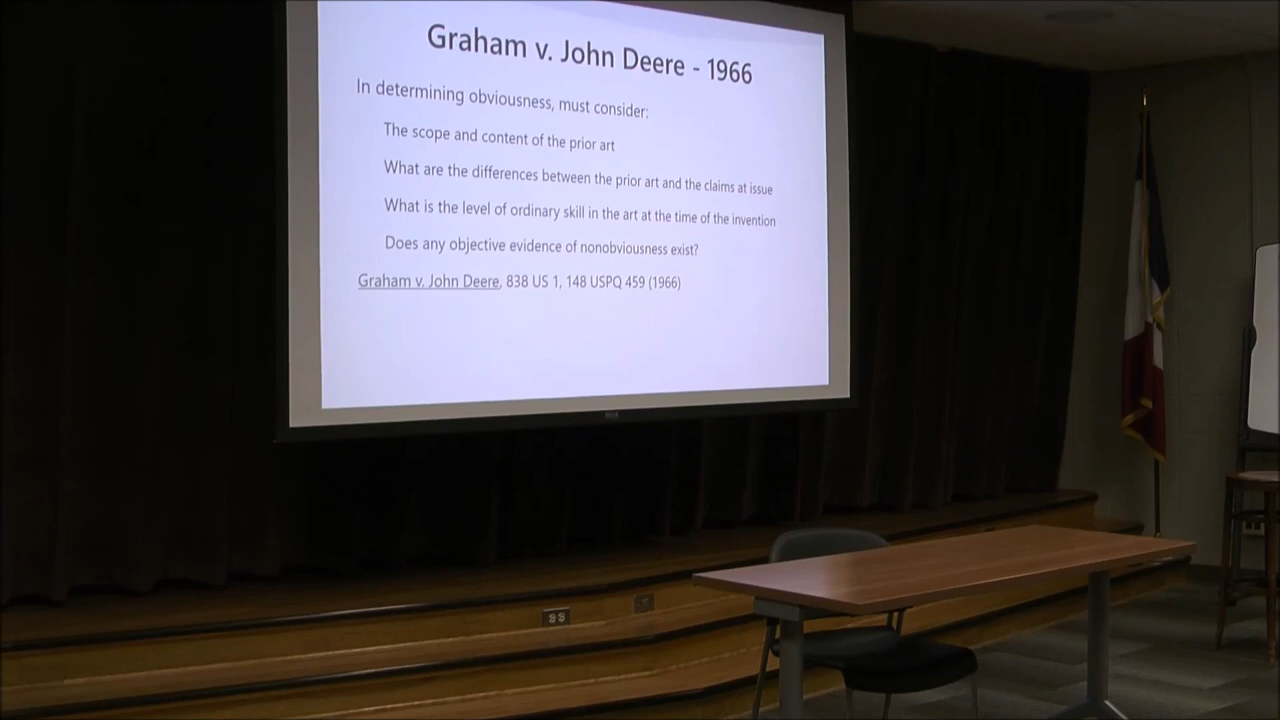 Graham v. John Deere - 1966
In determining obviousness, must consider:
The scope and content of the prior art
What are the differences between the prior art and the claims at issue
What is the level of ordinary skill in the art at the time of the invention
Does any objective evidence of nonobviousness exist?
Graham v. John Deere, 838 US 1, 148 USPQ 459 (1966)